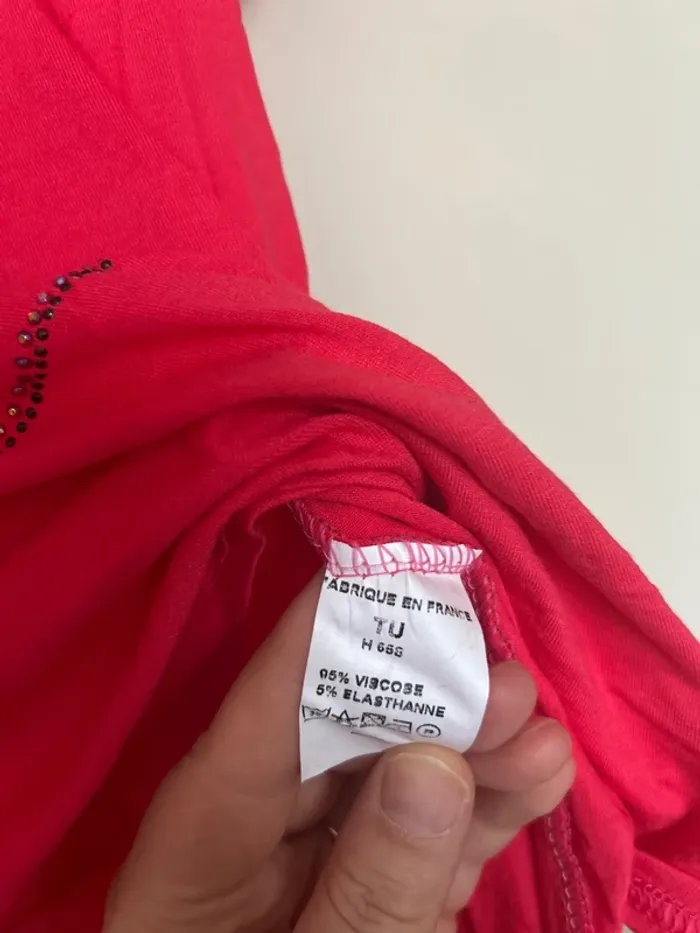 FABRIQUE EN FRANCE
TU
H 668
95% VISCOSE
5% ELASTHANNE
P